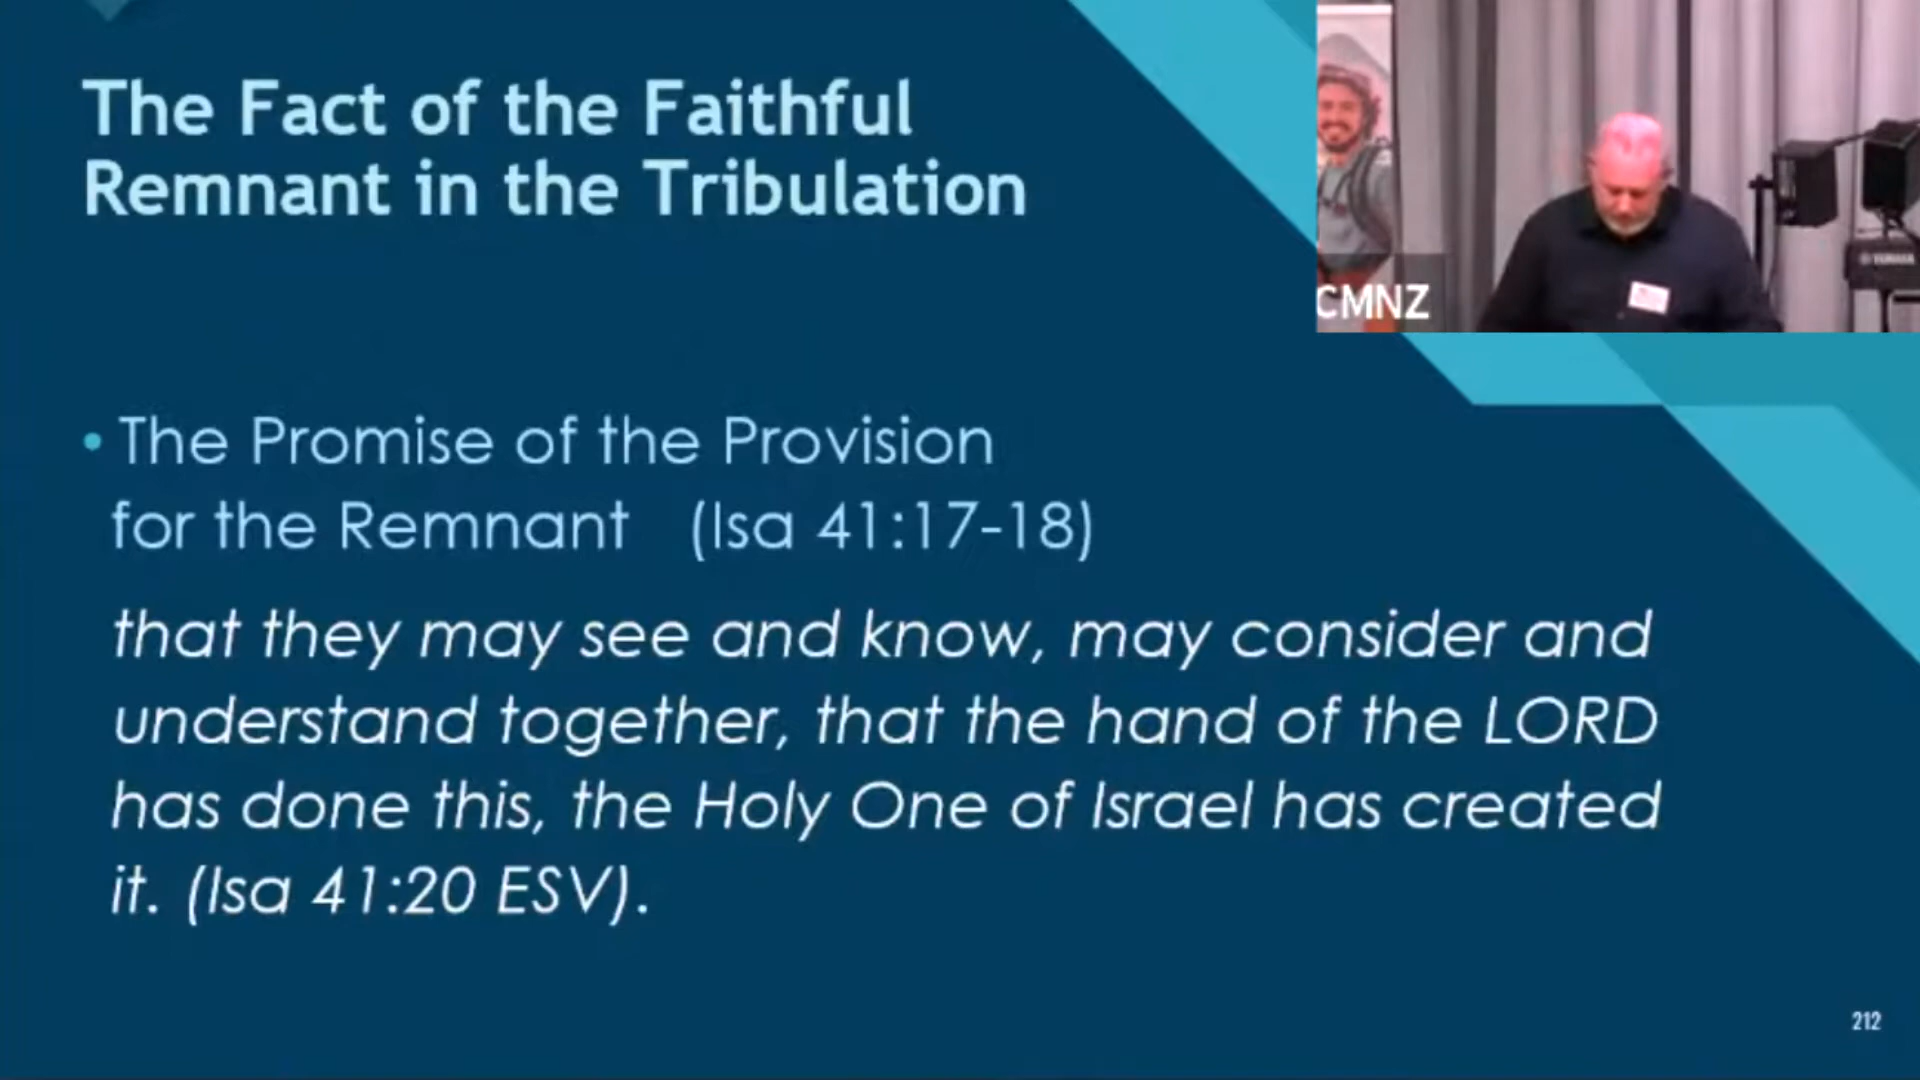 The Fact of the Faithful
Remnant in the Tribulation
CMNZ
YAMAHA
• The Promise of the Provision
for the Remnant (Isa 41:17-18)
that they may see and know, may consider and
understand together, that the hand of the LORD
has done this, the Holy One of Israel has created
it. (Isa 41:20 ESV).
212